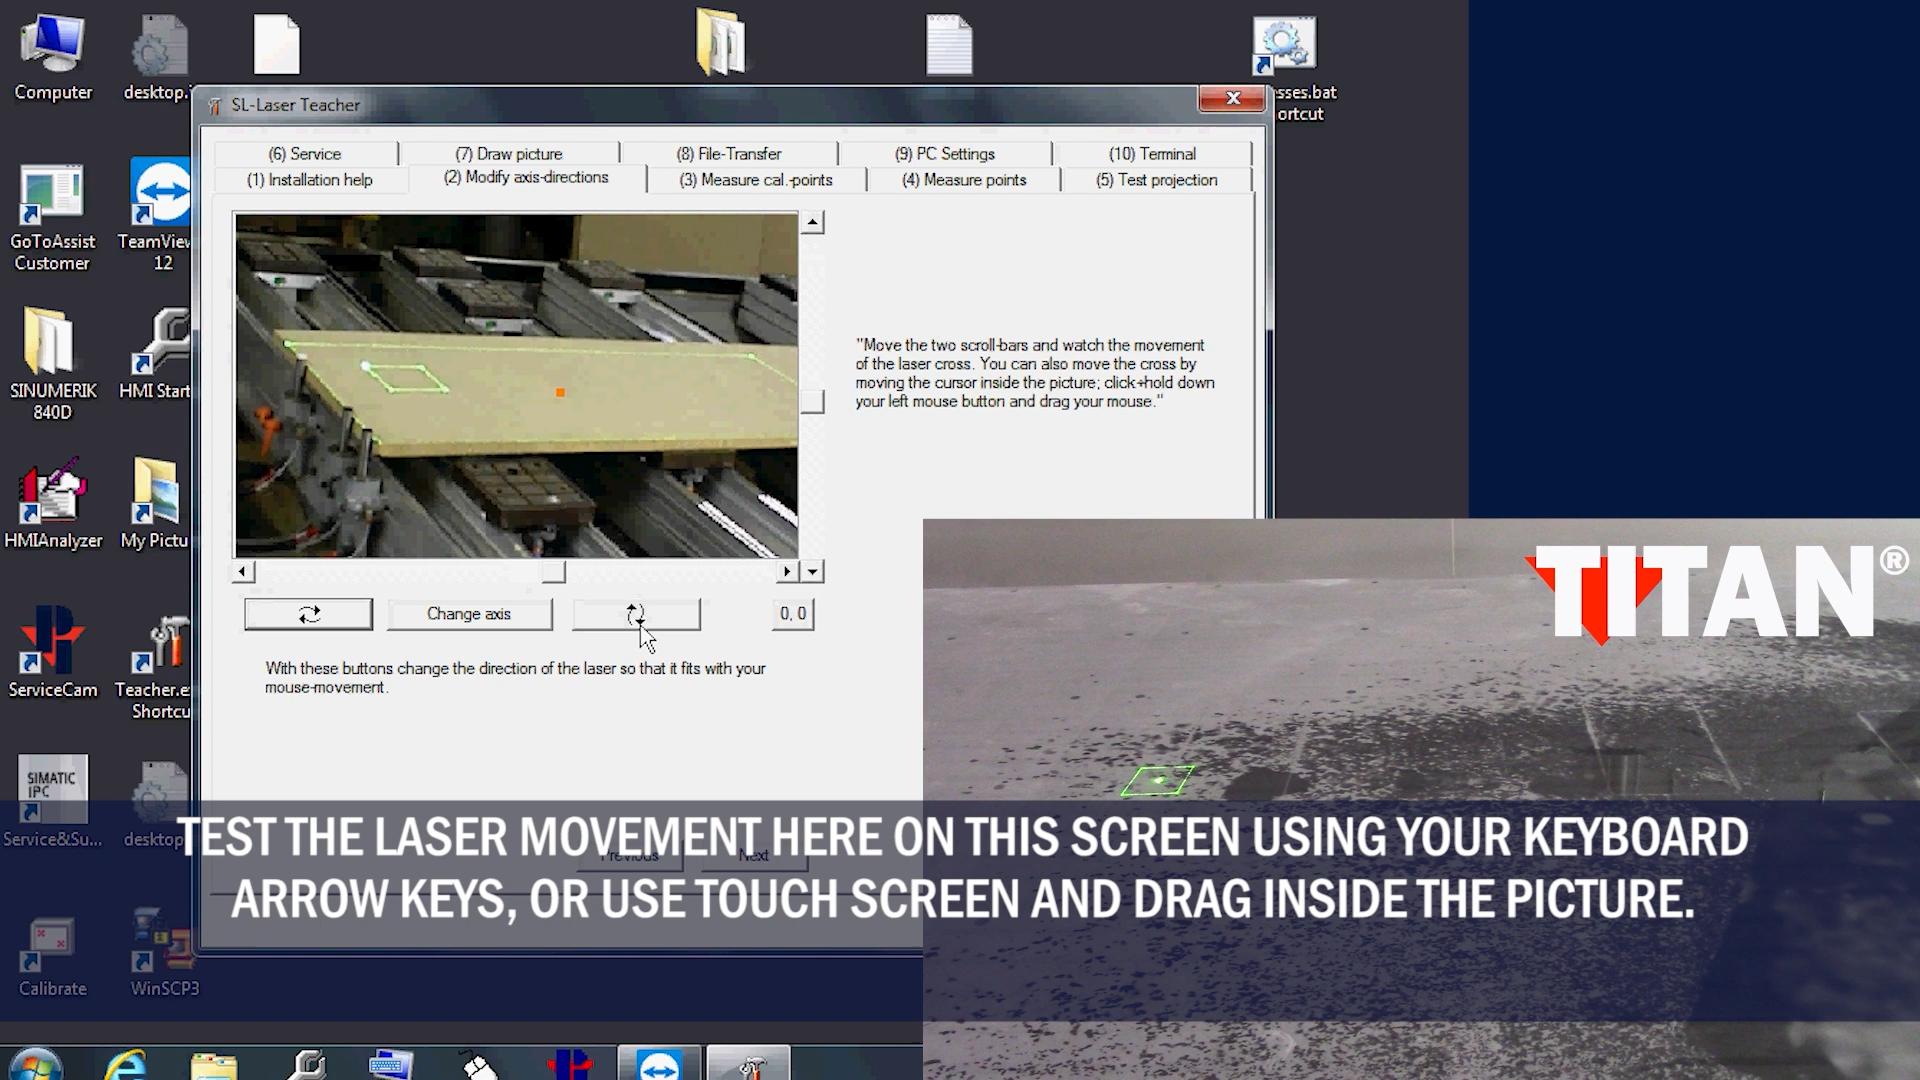 Computer
desktop.i
sses.bat
ortcut
SL-Laser Teacher
(6) Service
(7) Draw picture
(8) File-Transfer
(9) PC Settings
(10) Terminal
(1) Installation help
(2) Modify axis-directions
(3) Measure cal.-points
(4) Measure points
(5) Test projection
GoToAssist
Customer
TeamView
12
"Move the two scroll-bars and watch the movement
of the laser cross. You can also move the cross by
moving the cursor inside the picture; click+hold down
your left mouse button and drag your mouse."
SINUMERIK
840D
HMI Start
HMIAnalyzer
My Pictu
TITAN®
Change axis
0, 0
With these buttons change the direction of the laser so that it fits with your
mouse-movement.
ServiceCam
Teacher.e
Shortcu
SIMATIC
IPC
Service&Su...
desktop
Previous
Next
TEST THE LASER MOVEMENT HERE ON THIS SCREEN USING YOUR KEYBOARD
ARROW KEYS, OR USE TOUCH SCREEN AND DRAG INSIDE THE PICTURE.
Calibrate
WinSCP3